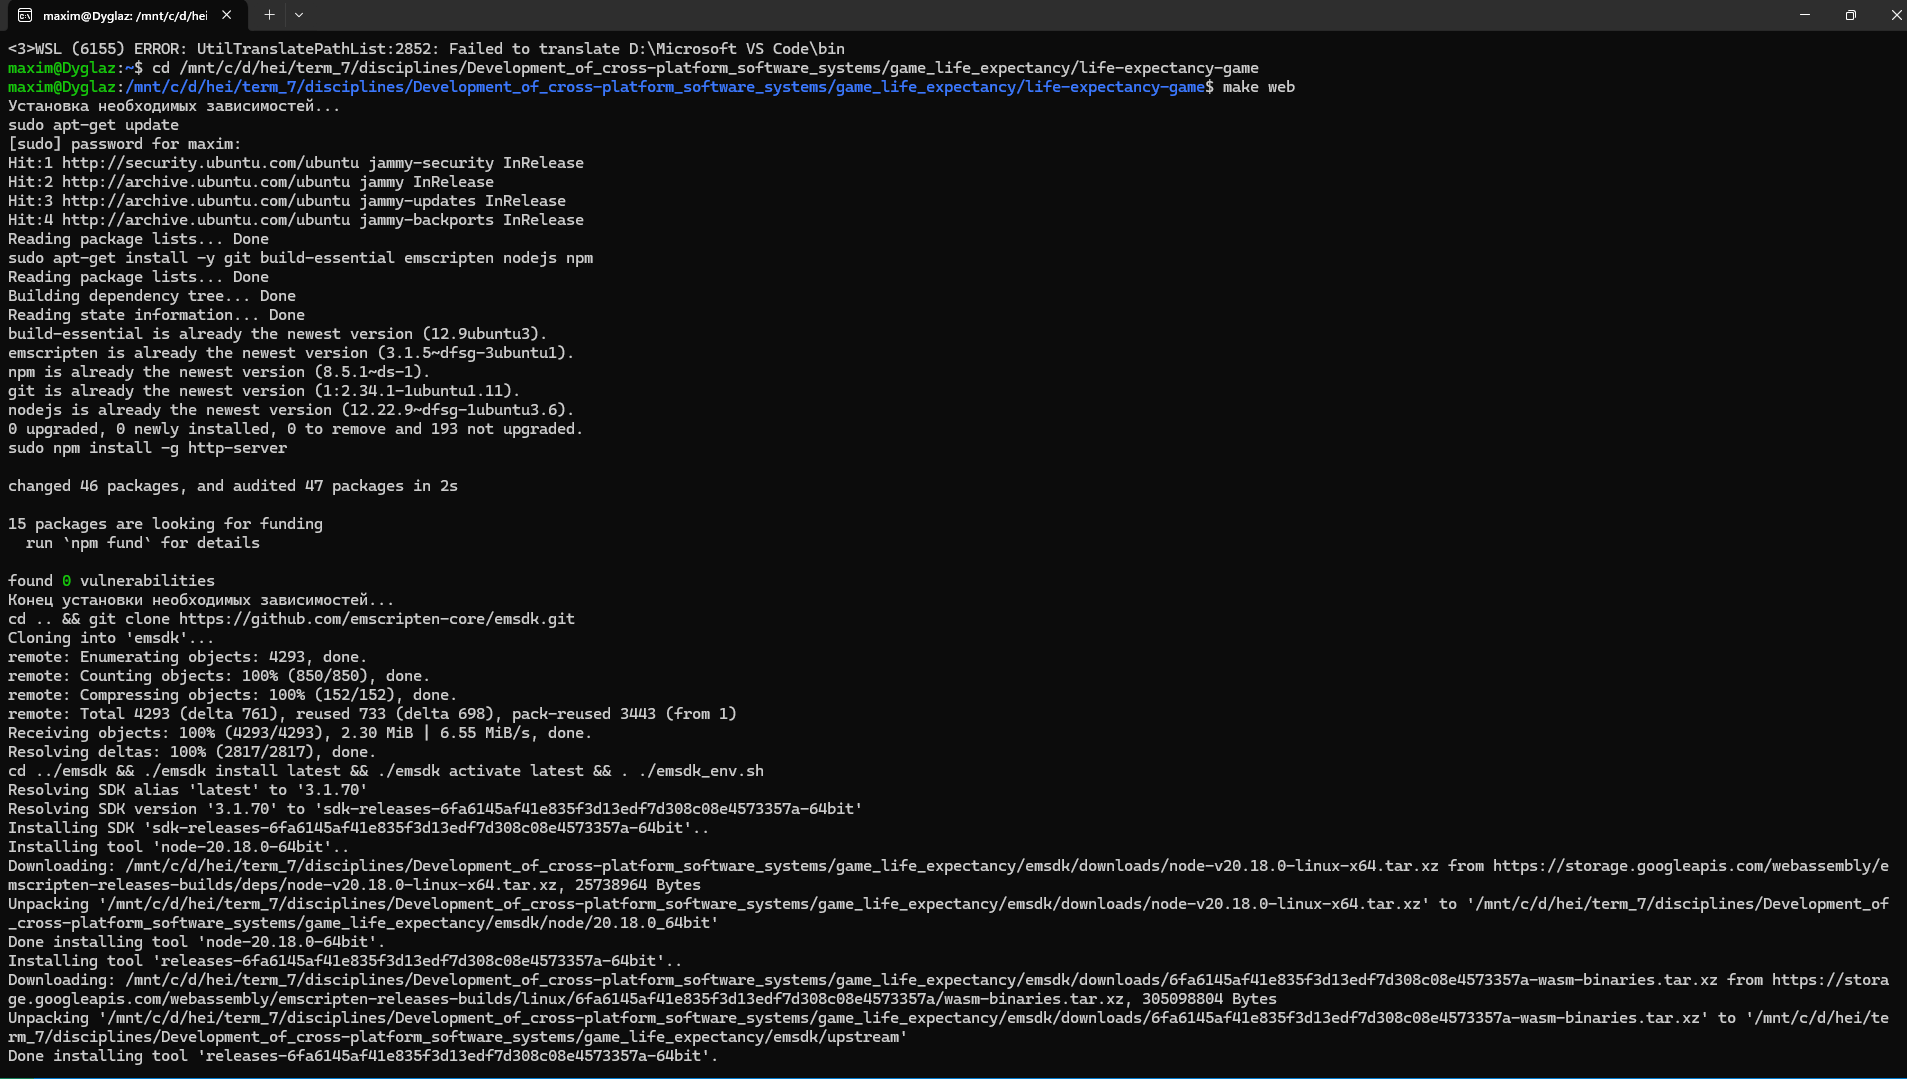 maxim@Dyglaz: /mnt/c/d/hei
<3>WSL (6155) ERROR: UtilTranslatePathList:2852: Failed to translate D:\Microsoft VS Code\bin
maxim@Dyglaz:~$ cd /mnt/c/d/hei/term_7/disciplines/Development_of_cross-platform_software_systems/game_life_expectancy/life-expectancy-game
maxim@Dyglaz:/mnt/c/d/hei/term_7/disciplines/Development_of_cross-platform_software_systems/game_life_expectancy/life-expectancy-game$ make web
Установка необходимых зависимостей...
sudo apt-get update
[sudo] password for maxim:
Hit:1 http://security.ubuntu.com/ubuntu jammy-security InRelease
Hit:2 http://archive.ubuntu.com/ubuntu jammy InRelease
Hit:3 http://archive.ubuntu.com/ubuntu jammy-updates InRelease
Hit:4 http://archive.ubuntu.com/ubuntu jammy-backports InRelease
Reading package lists... Done
sudo apt-get install -y git build-essential emscripten nodejs npm
Reading package lists... Done
Building dependency tree... Done
Reading state information... Done
build-essential is already the newest version (12.9ubuntu3).
emscripten is already the newest version (3.1.5~dfsg-3ubuntu1).
npm is already the newest version (8.5.1~ds-1).
git is already the newest version (1:2.34.1-1ubuntu1.11).
nodejs is already the newest version (12.22.9~dfsg-1ubuntu3.6).
0 upgraded, 0 newly installed, 0 to remove and 193 not upgraded.
sudo npm install -g http-server
changed 46 packages, and audited 47 packages in 2s
15 packages are looking for funding
run `npm fund` for details
found 0 vulnerabilities
Конец установки необходимых зависимостей...
cd .. && git clone https://github.com/emscripten-core/emsdk.git
Cloning into 'emsdk'...
remote: Enumerating objects: 4293, done.
remote: Counting objects: 100% (850/850), done.
remote: Compressing objects: 100% (152/152), done.
remote: Total 4293 (delta 761), reused 733 (delta 698), pack-reused 3443 (from 1)
Receiving objects: 100% (4293/4293), 2.30 MiB | 6.55 MiB/s, done.
Resolving deltas: 100% (2817/2817), done.
cd ../emsdk && ./emsdk install latest && ./emsdk activate latest && . ./emsdk_env.sh
Resolving SDK alias 'latest' to '3.1.70'
Resolving SDK version '3.1.70' to 'sdk-releases-6fa6145af41e835f3d13edf7d308c08e4573357a-64bit'
Installing SDK 'sdk-releases-6fa6145af41e835f3d13edf7d308c08e4573357a-64bit'..
Installing tool 'node-20.18.0-64bit'..
Downloading: /mnt/c/d/hei/term_7/disciplines/Development_of_cross-platform_software_systems/game_life_expectancy/emsdk/downloads/node-v20.18.0-linux-x64.tar.xz from https://storage.googleapis.com/webassembly/e
mscripten-releases-builds/deps/node-v20.18.0-linux-x64.tar.xz, 25738964 Bytes
Unpacking '/mnt/c/d/hei/term_7/disciplines/Development_of_cross-platform_software_systems/game_life_expectancy/emsdk/downloads/node-v20.18.0-linux-x64.tar.xz' to '/mnt/c/d/hei/term_7/disciplines/Development_of
_cross-platform_software_systems/game_life_expectancy/emsdk/node/20.18.0_64bit'
Done installing tool 'node-20.18.0-64bit'.
Installing tool 'releases-6fa6145af41e835f3d13edf7d308c08e4573357a-64bit'..
Downloading: /mnt/c/d/hei/term_7/disciplines/Development_of_cross-platform_software_systems/game_life_expectancy/emsdk/downloads/6fa6145af41e835f3d13edf7d308c08e4573357a-wasm-binaries.tar.xz from https://stora
ge.googleapis.com/webassembly/emscripten-releases-builds/linux/6fa6145af41e835f3d13edf7d308c08e4573357a/wasm-binaries.tar.xz, 305098804 Bytes
Unpacking '/mnt/c/d/hei/term_7/disciplines/Development_of_cross-platform_software_systems/game_life_expectancy/emsdk/downloads/6fa6145af41e835f3d13edf7d308c08e4573357a-wasm-binaries.tar.xz' to '/mnt/c/d/hei/te
rm_7/disciplines/Development_of_cross-platform_software_systems/game_life_expectancy/emsdk/upstream'
Done installing tool 'releases-6fa6145af41e835f3d13edf7d308c08e4573357a-64bit'.